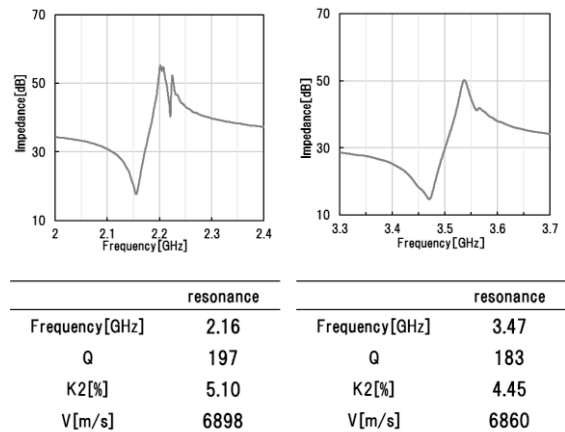 70
50
30
10
Impedance[dB]
2 2.1 2.2 2.3 2.4
Frequency[GHz]
70
50
30
10
Impedance[dB]
3.3 3.4 3.5 3.6 3.7
Frequency[GHz]
resonance
Frequency[GHz] 2.16
Q 197
K2[%] 5.10
V[m/s] 6898
resonance
Frequency[GHz] 3.47
Q 183
K2[%] 4.45
V[m/s] 6860